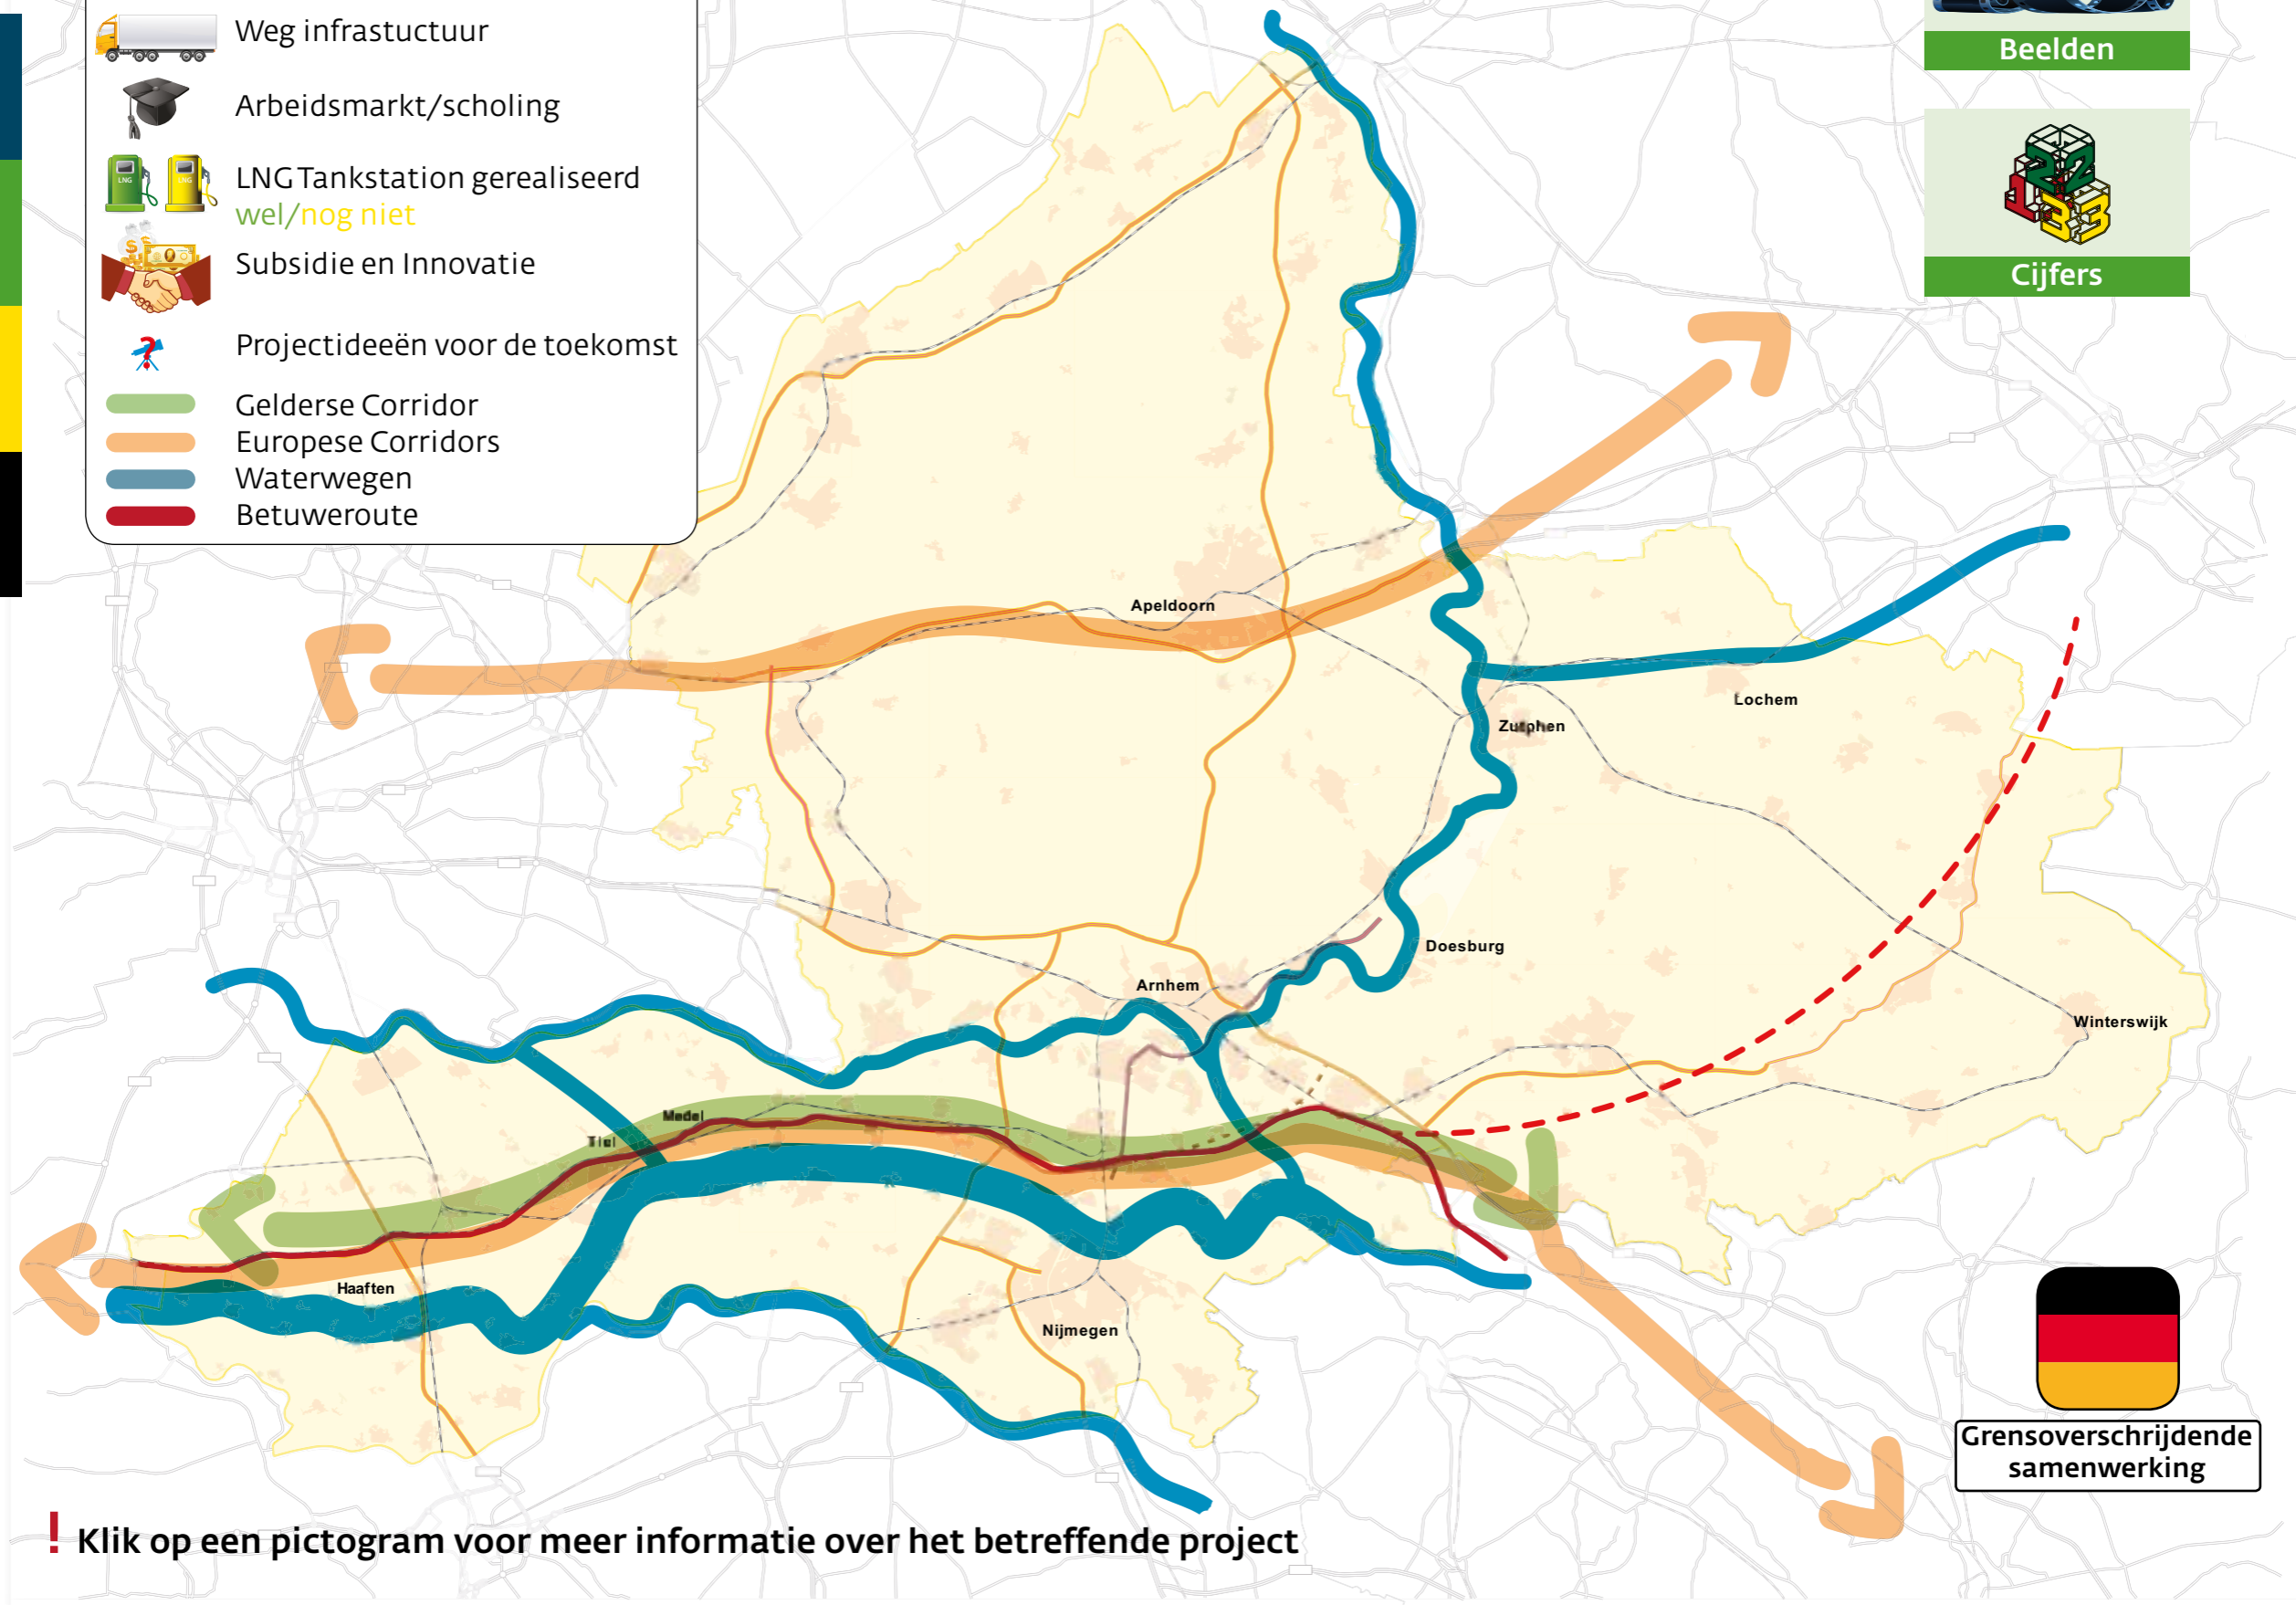 Weg infrastuctuur
Arbeidsmarkt/scholing
LNG
LNG
LNG Tankstation gerealiseerd
wel/nog niet
Subsidie en Innovatie
Projectideeën voor de toekomst
Gelderse Corridor
Europese Corridors
Waterwegen
Betuweroute
Beelden
Cijfers
Apeldoorn
Lochem
Zutphen
Doesburg
Arnhem
Winterswijk
Medel
Tiel
Haaften
Nijmegen
Grensoverschrijdende
samenwerking
! Klik op een pictogram voor meer informatie over het betreffende project